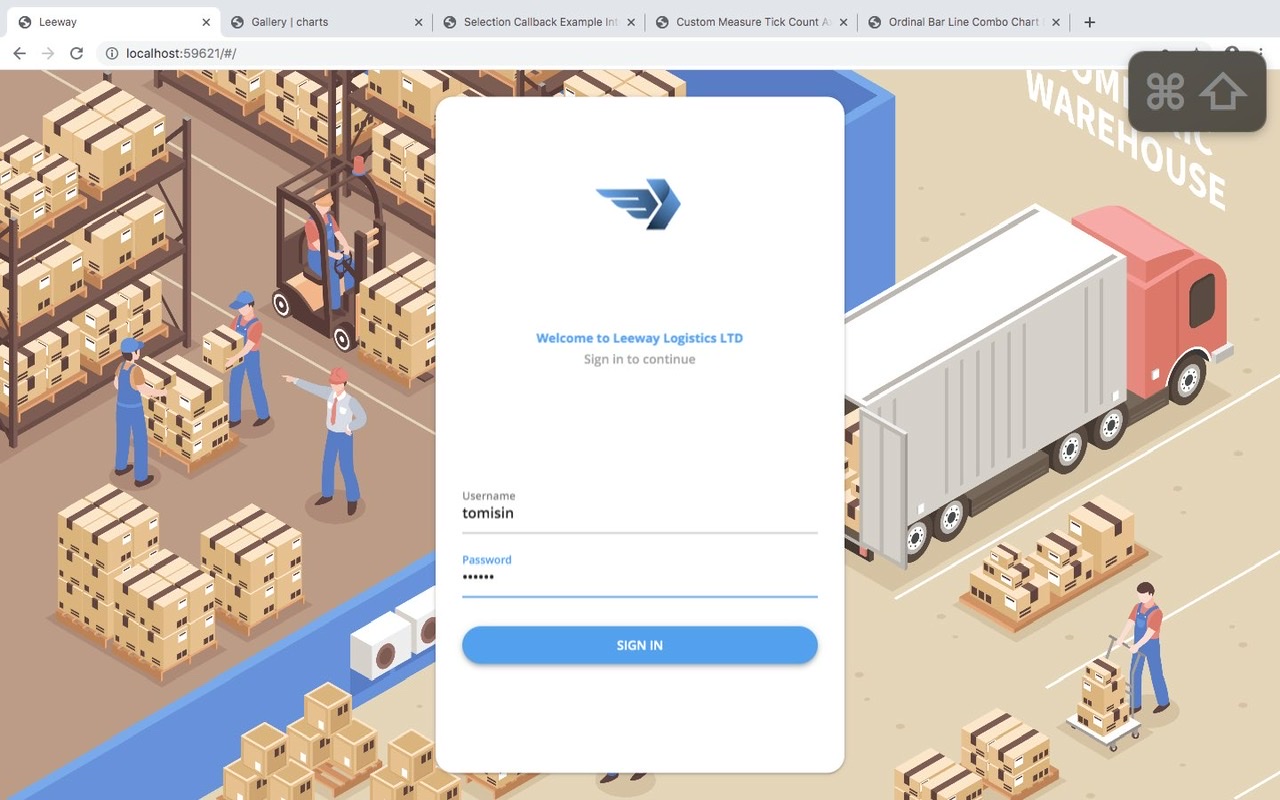 Leeway
Gallery | charts
Selection Callback Example
Custom Measure Tick Count
Ordinal Bar Line Combo Chart
localhost:59621/#/
WAREHOUSE
Welcome to Leeway Logistics LTD
Sign in to continue
Username
tomisin
Password
••••••
SIGN IN